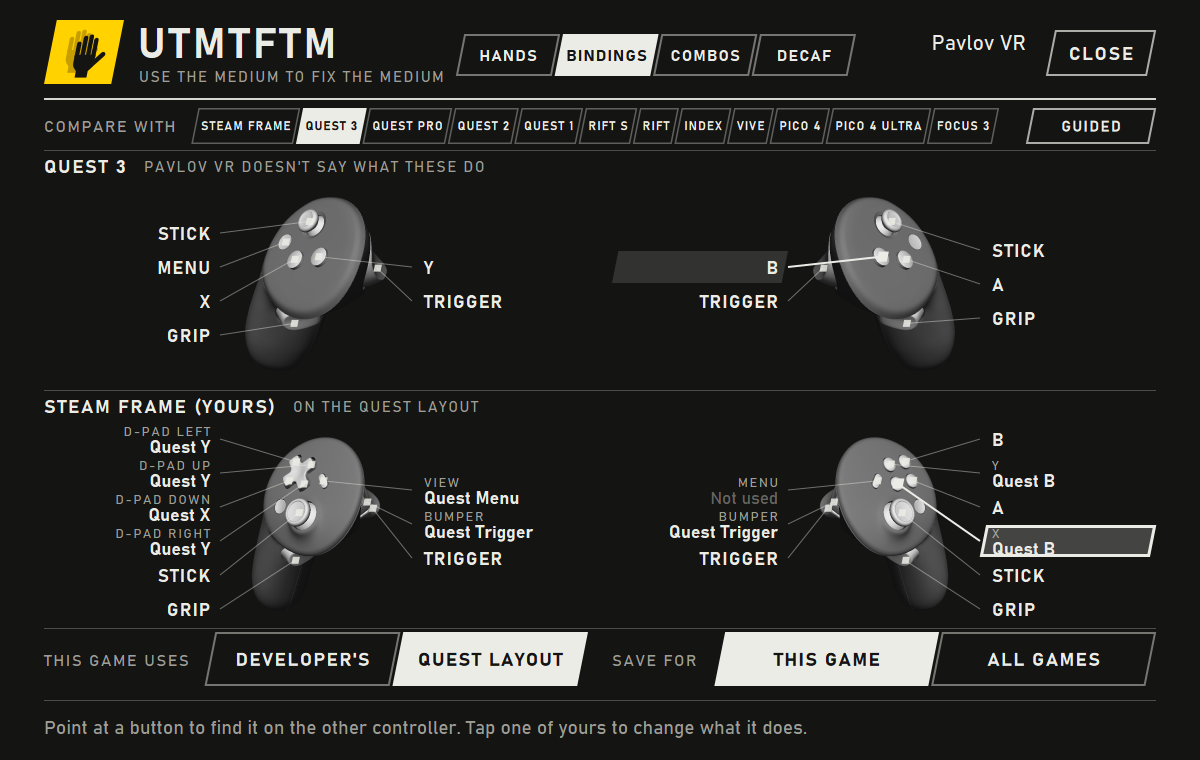 UTMTFTM
USE THE MEDIUM TO FIX THE MEDIUM
HANDS BINDINGS COMBOS DECAF
Pavlov VR
CLOSE
COMPARE WITH STEAM FRAME QUEST 3 QUEST PRO QUEST 2 QUEST 1 RIFT S RIFT INDEX VIVE PICO 4 PICO 4 ULTRA FOCUS 3 GUIDED
QUEST 3 PAVLOV VR DOESN'T SAY WHAT THESE DO
STICK
MENU
X
GRIP
Y
TRIGGER
B
TRIGGER
STICK
A
GRIP
STEAM FRAME (YOURS) ON THE QUEST LAYOUT
D-PAD LEFT
Quest Y
D-PAD UP
Quest Y
D-PAD DOWN
Quest X
D-PAD RIGHT
Quest Y
STICK
GRIP
VIEW
Quest Menu
BUMPER
Quest Trigger
TRIGGER
MENU
Not used
BUMPER
Quest Trigger
TRIGGER
B
Y
Quest B
A
X
Quest B
STICK
GRIP
THIS GAME USES DEVELOPER'S QUEST LAYOUT SAVE FOR THIS GAME ALL GAMES
Point at a button to find it on the other controller. Tap one of yours to change what it does.